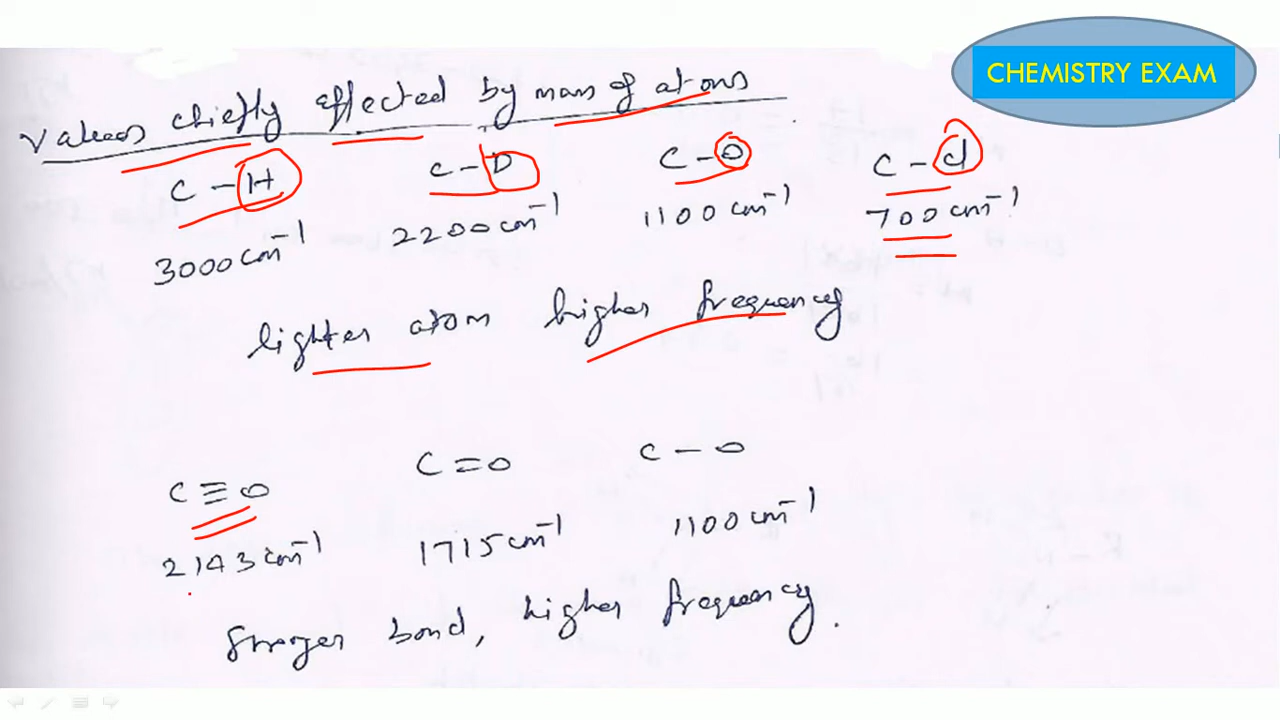 CHEMISTRY EXAM
Values chiefly effected by mass of atoms
C - H C - D C - O C - Cl
3000 cm⁻¹ 2200 cm⁻¹ 1100 cm⁻¹ 700 cm⁻¹
lighter atom higher frequency
C ≡ O C = O C - O
2143 cm⁻¹ 1715 cm⁻¹ 1100 cm⁻¹
Stronger bond, higher frequency.